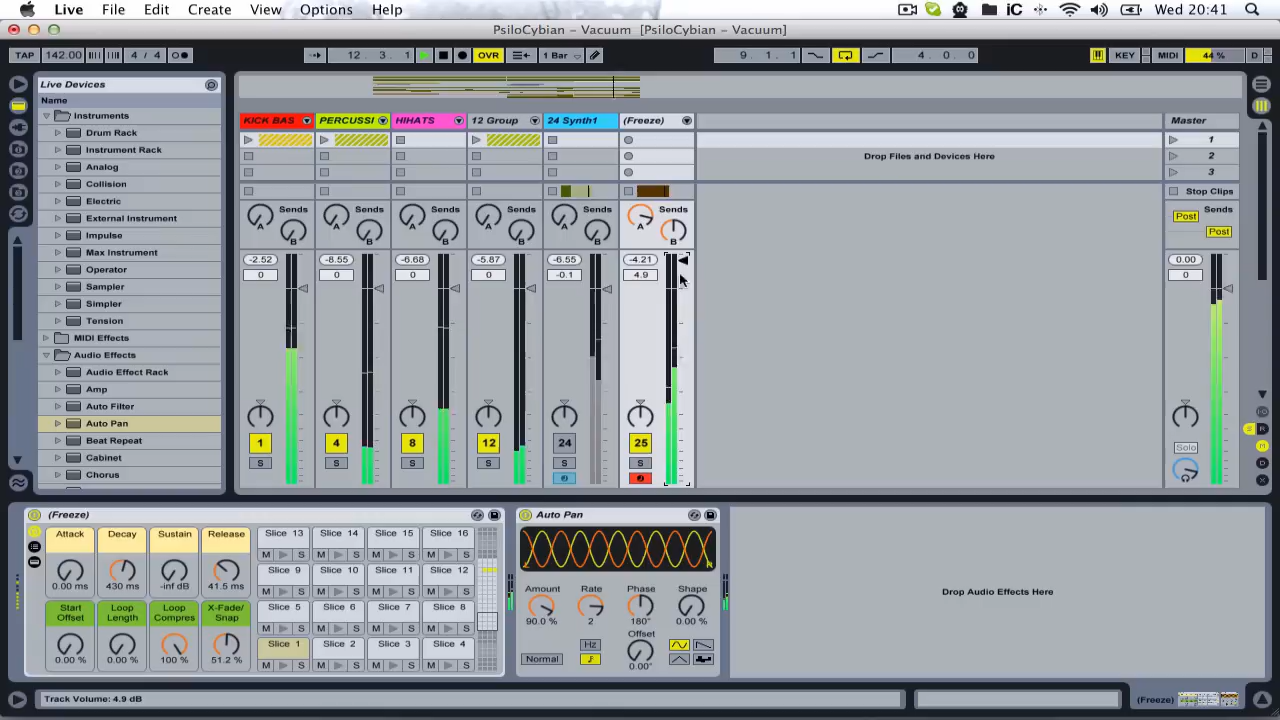 Live File Edit Create View Options Help iC Wed 20:41
PsiloCybian - Vacuum [PsiloCybian - Vacuum]
TAP 142.00 4 / 4 12. 3. 1 OVR 1 Bar 9. 1. 1 4. 0. 0 KEY MIDI 44 % D
Live Devices
Name
Instruments
Drum Rack
Instrument Rack
Analog
Collision
Electric
External Instrument
Impulse
Max Instrument
Operator
Sampler
Simpler
Tension
MIDI Effects
Audio Effects
Audio Effect Rack
Amp
Auto Filter
Auto Pan
Beat Repeat
Cabinet
Chorus
KICK BAS PERCUSSI HIHATS 12 Group 24 Synth1 (Freeze) Master
1
Drop Files and Devices Here 2
3
Stop Clips
Sends Sends Sends Sends Sends Sends Sends
A A A A A A Post
B B B B B B Post
-2.52 -8.55 -6.68 -5.87 -6.55 -4.21 0.00
0 0 0 0 -0.1 4.9 0
1 4 8 12 24 25 Solo
S S S S S S
S R
M
D
(Freeze) Auto Pan
Attack Decay Sustain Release
0.00 ms 430 ms -inf dB 41.5 ms
Start Offset Loop Length Loop Compres X-Fade/ Snap
0.00 % 0.00 % 100 % 51.2 %
Slice 13 Slice 14 Slice 15 Slice 16
M S M S M S M S
Slice 9 Slice 10 Slice 11 Slice 12
M S M S M S M S
Slice 5 Slice 6 Slice 7 Slice 8
M S M S M S M S
Slice 1 Slice 2 Slice 3 Slice 4
M S M S M S M S
Amount Rate Phase Shape
90.0 % 2 180° 0.00 %
Hz Offset
Normal 0.00°
Drop Audio Effects Here
Track Volume: 4.9 dB (Freeze)